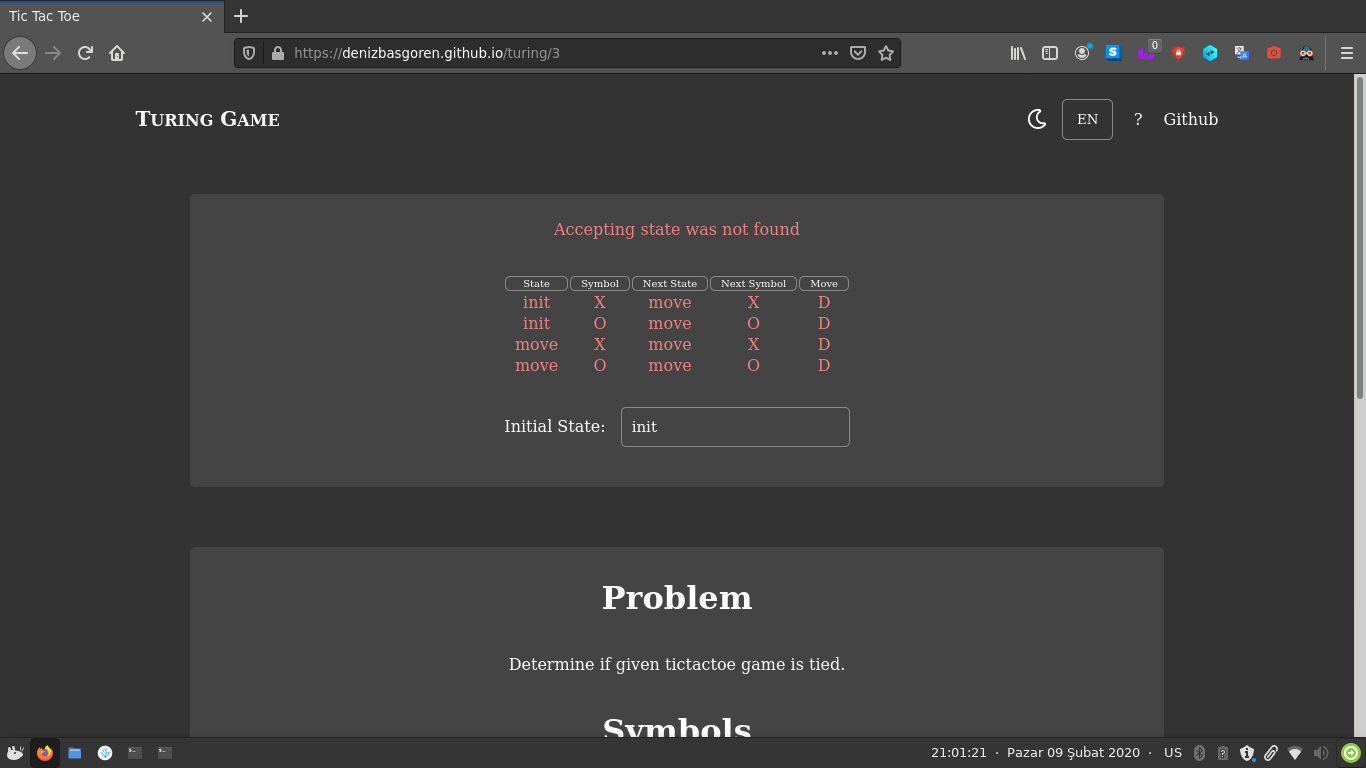 Tic Tac Toe
https://denizbasgoren.github.io/turing/3
0
TURING GAME
EN ? Github
Accepting state was not found
State Symbol Next State Next Symbol Move
init X move X D
init O move O D
move X move X D
move O move O D
Initial State: init
Problem
Determine if given tictactoe game is tied.
Symbols
21:01:21 · Pazar 09 Şubat 2020 · US